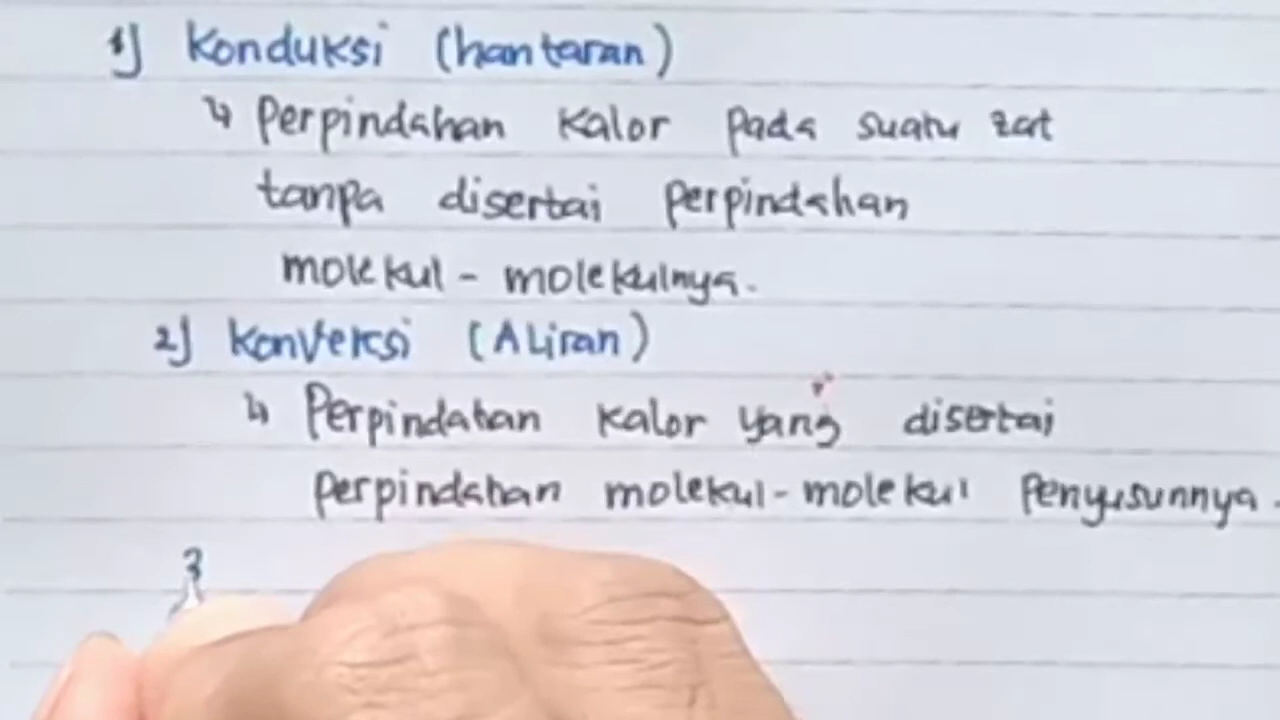 1) Konduksi (hantaran)
↳ Perpindahan Kalor pada suatu zat
tanpa disertai perpindahan
molekul - molekulnya.
2) Konversi (Aliran)
↳ Perpindahan Kalor yang disertai
perpindahan molekul-molekul Penyusunnya.
3